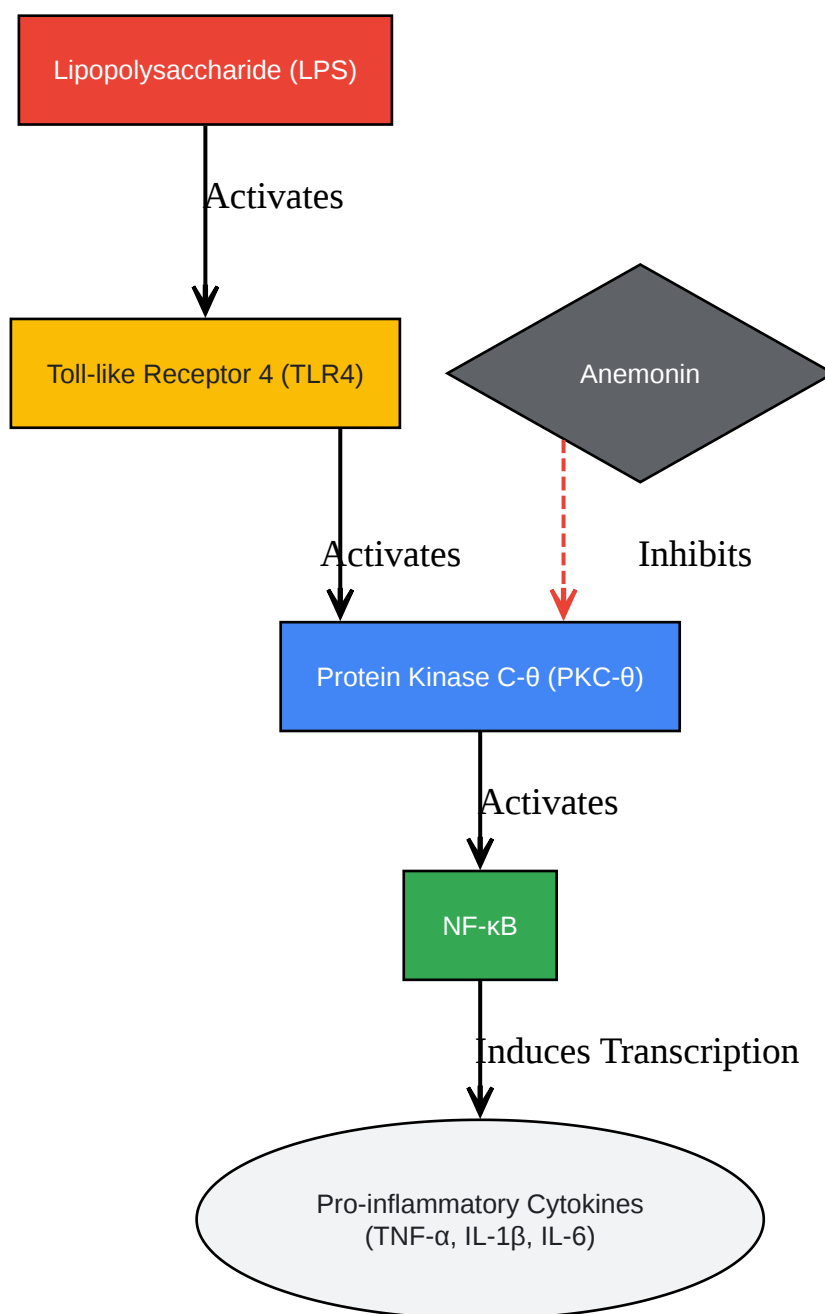 Lipopolysaccharide (LPS)
Activates
Toll-like Receptor 4 (TLR4)
Anemonin
Activates
Inhibits
Protein Kinase C-θ (PKC-θ)
Activates
NF-κB
Induces Transcription
Pro-inflammatory Cytokines
(TNF-α, IL-1β, IL-6)